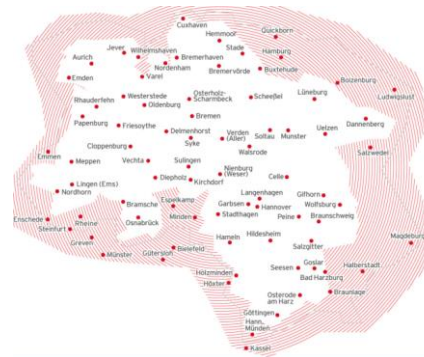 Cuxhaven
Hemmoor
Quickborn
Stade
Hamburg
Jever
Wilhelmshaven
Bremerhaven
Nordenham
Bremervörde
Buxtehude
Aurich
Emden
Varel
Boizenburg
Ludwigslust
Westerstede
Osterholz-
Scharmbeck
Scheeßel
Lüneburg
Rhauderfehn
Oldenburg
Papenburg
Friesoythe
Bremen
Dannenberg
Delmenhorst
Syke
Verden
(Aller)
Soltau
Munster
Uelzen
Cloppenburg
Walsrode
Salzwedel
Emmen
Meppen
Vechta
Sulingen
Nienburg
(Weser)
Celle
Lingen (Ems)
Diepholz
Kirchdorf
Nordhorn
Langenhagen
Gifhorn
Bramsche
Espelkamp
Garbsen
Hannover
Wolfsburg
Enschede
Rheine
Minden
Stadthagen
Peine
Braunschweig
Steinfurt
Osnabrück
Greven
Hameln
Hildesheim
Salzgitter
Magdeburg
Münster
Bielefeld
Gütersloh
Goslar
Halberstadt
Holzminden
Seesen
Bad Harzburg
Höxter
Osterode
am Harz
Braunlage
Göttingen
Hann.
Münden
Kassel